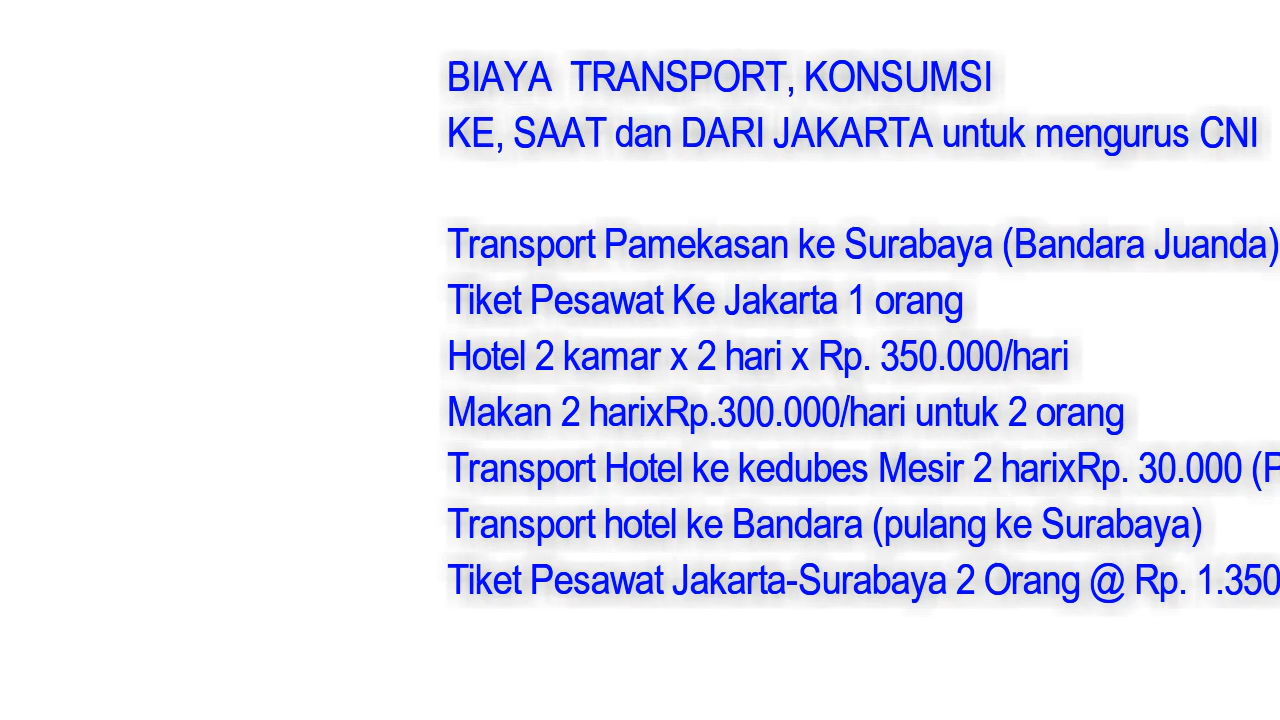 BIAYA  TRANSPORT, KONSUMSI
KE, SAAT dan DARI JAKARTA untuk mengurus CNI
Transport Pamekasan ke Surabaya (Bandara Juanda)
Tiket Pesawat Ke Jakarta 1 orang
Hotel 2 kamar x 2 hari x Rp. 350.000/hari
Makan 2 harixRp.300.000/hari untuk 2 orang
Transport Hotel ke kedubes Mesir 2 harixRp. 30.000 (P
Transport hotel ke Bandara (pulang ke Surabaya)
Tiket Pesawat Jakarta-Surabaya 2 Orang @ Rp. 1.350